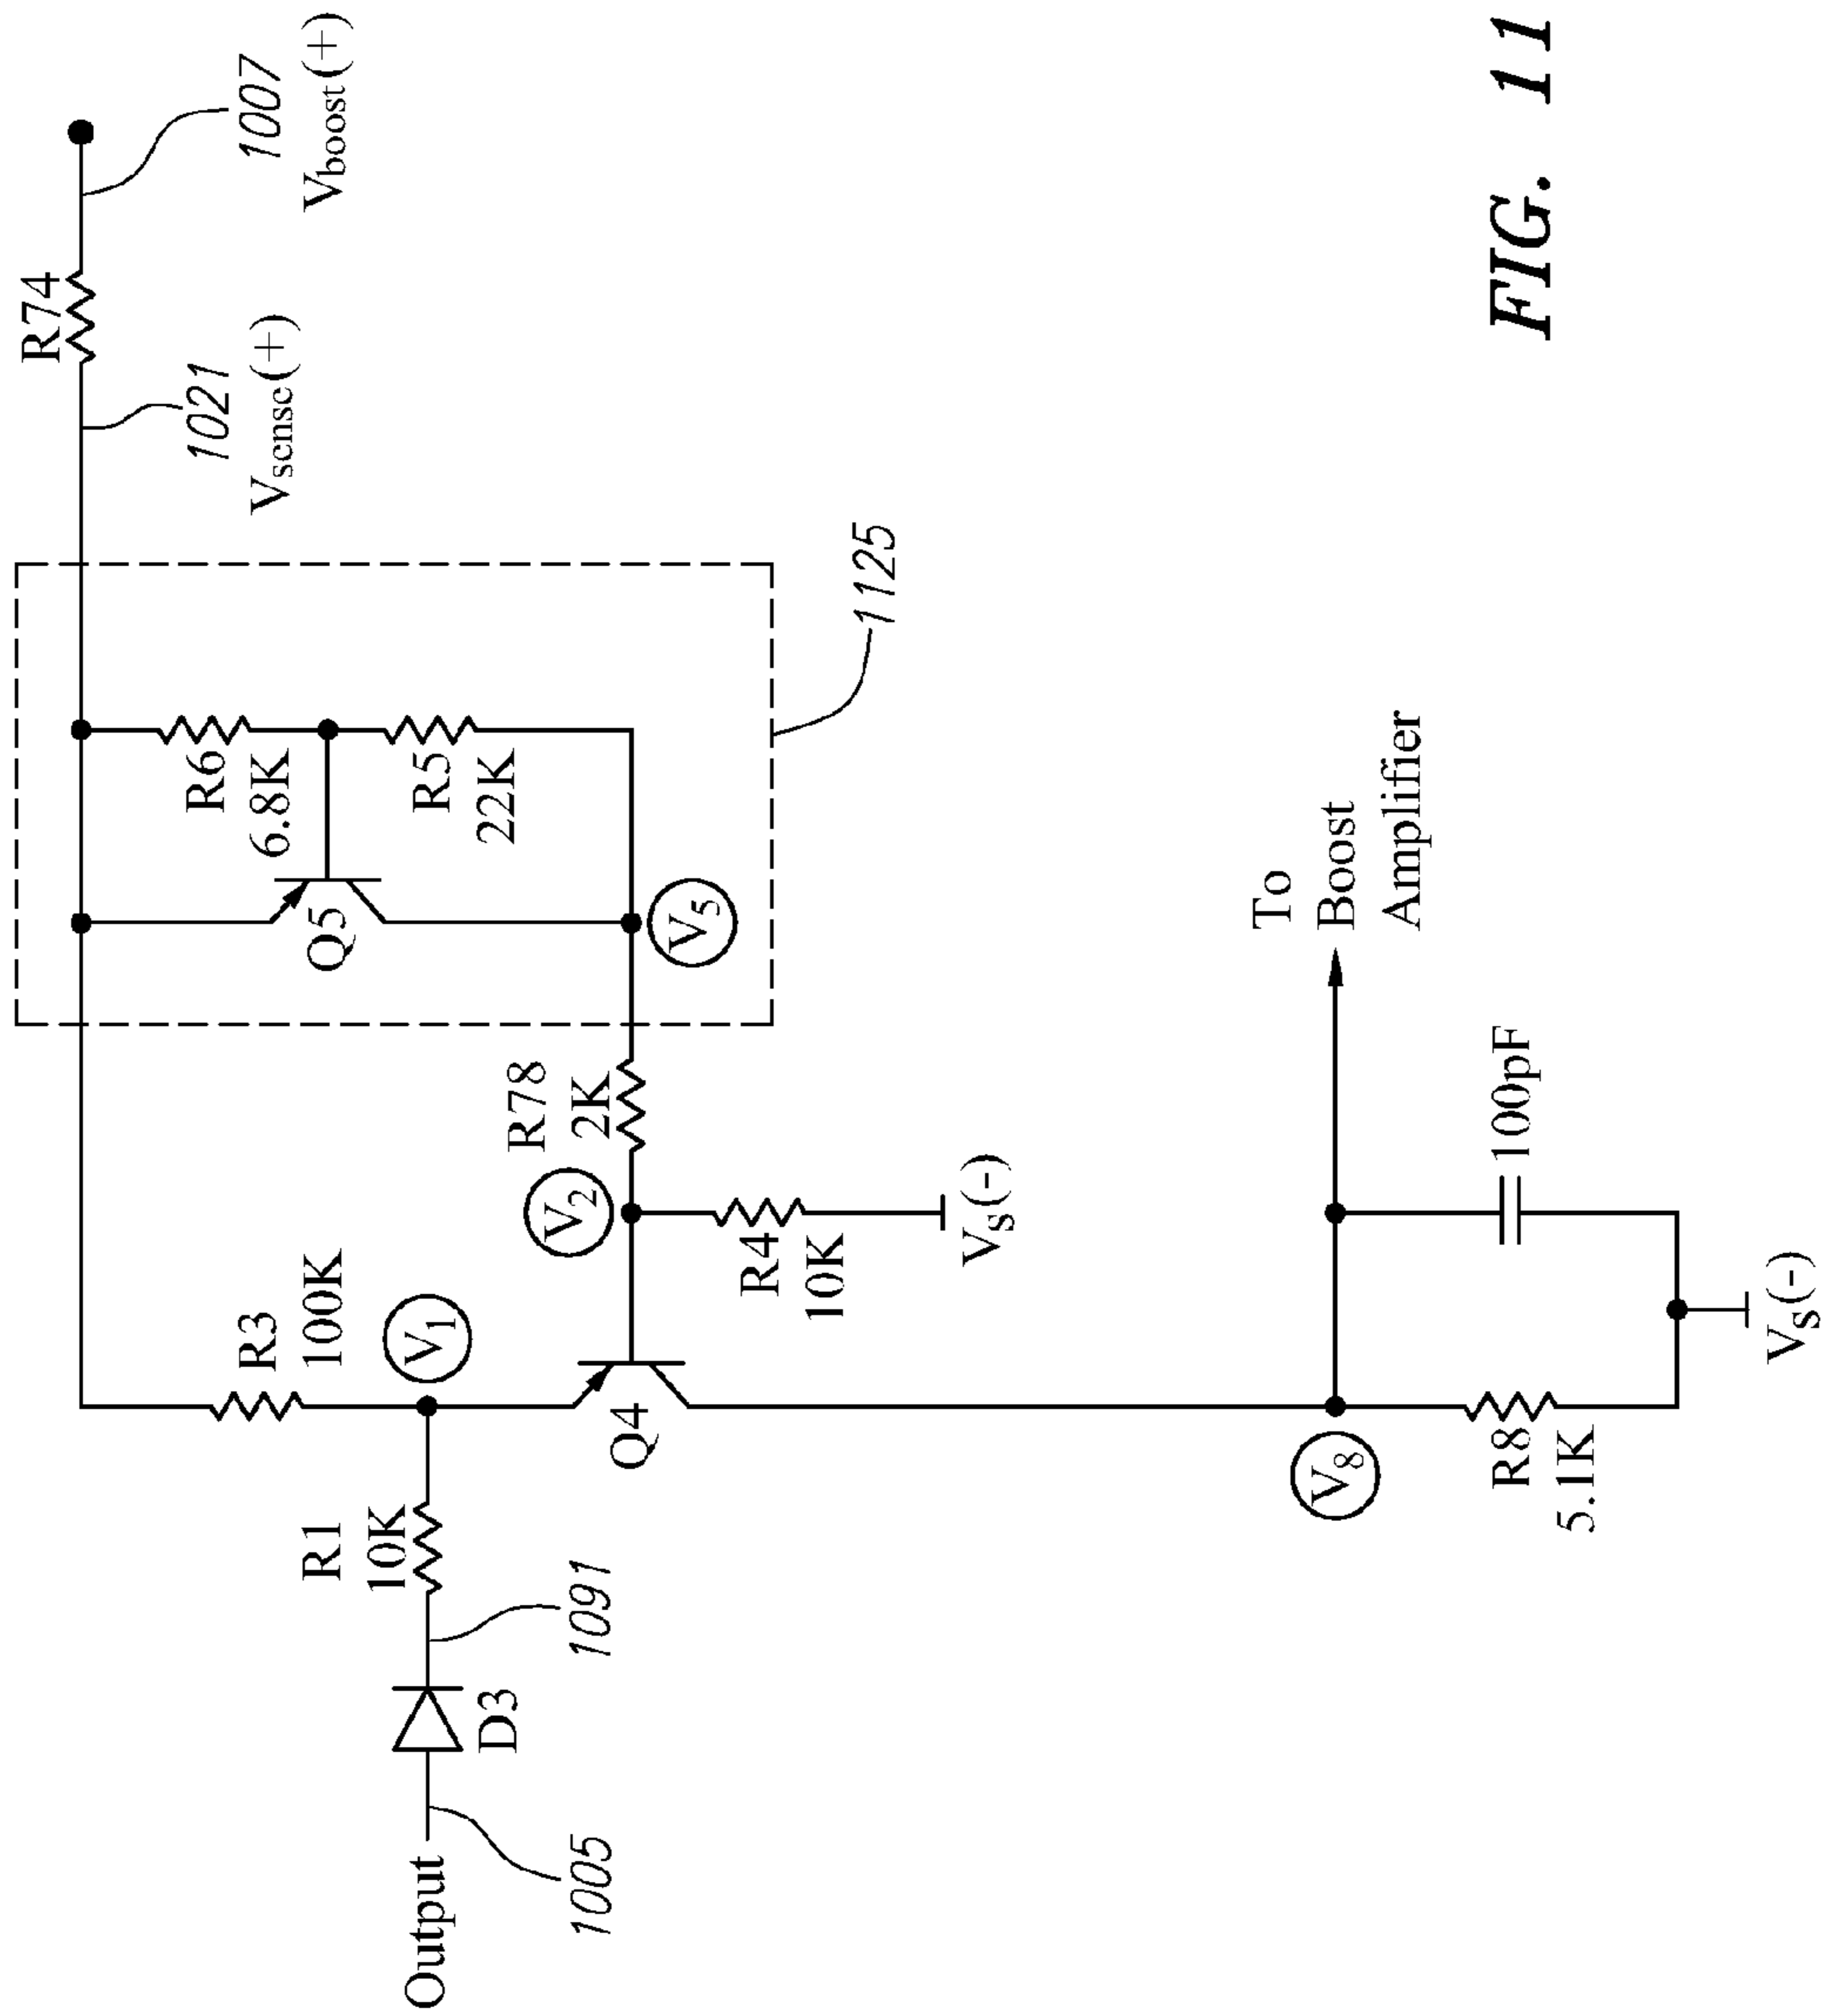 R74
1007
Vboost(+)
1021
Vsense(+)
R6
6.8K
R5
22K
Q5
V5
1125
R3
100K
V1
R78
2K
V2
R4
10K
Vs(-)
Output
1005
D3
1091
R1
10K
Q4
To
Boost
Amplifier
V8
R8
5.1K
100pF
Vs(-)
FIG. 11